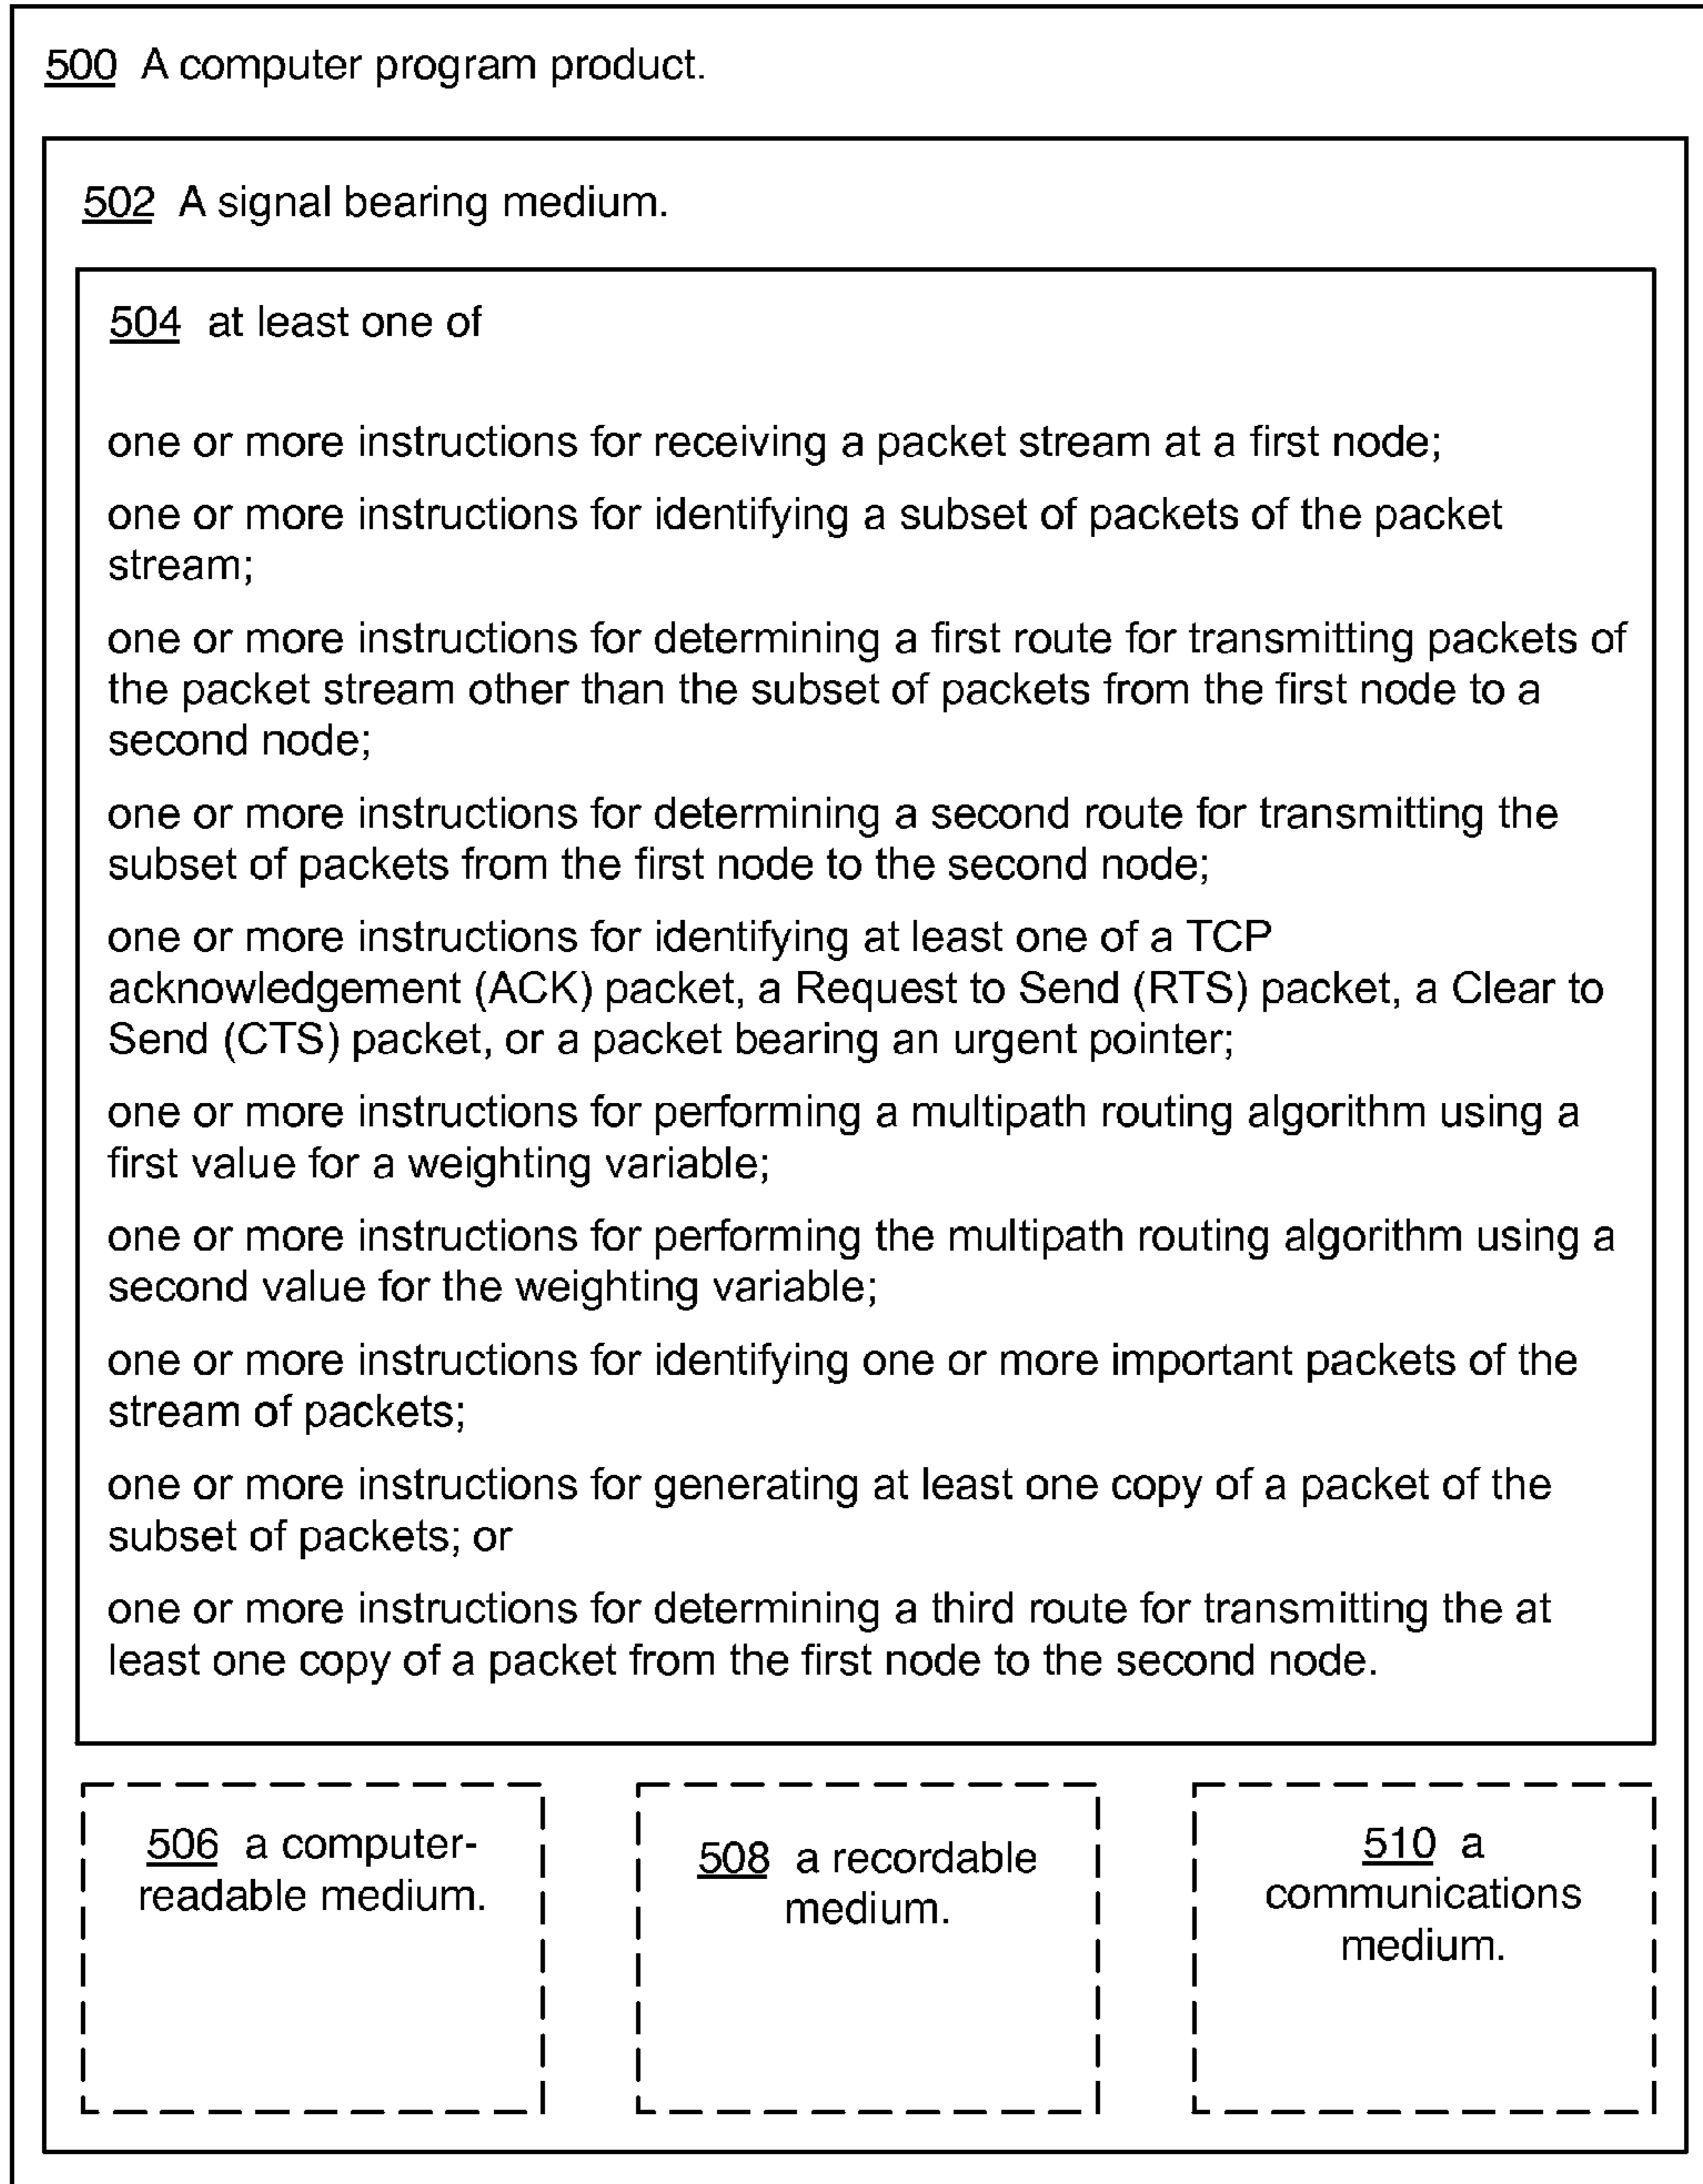 500 A computer program product.
502 A signal bearing medium.
504 at least one of
one or more instructions for receiving a packet stream at a first node;
one or more instructions for identifying a subset of packets of the packet
stream;
one or more instructions for determining a first route for transmitting packets of
the packet stream other than the subset of packets from the first node to a
second node;
one or more instructions for determining a second route for transmitting the
subset of packets from the first node to the second node;
one or more instructions for identifying at least one of a TCP
acknowledgement (ACK) packet, a Request to Send (RTS) packet, a Clear to
Send (CTS) packet, or a packet bearing an urgent pointer;
one or more instructions for performing a multipath routing algorithm using a
first value for a weighting variable;
one or more instructions for performing the multipath routing algorithm using a
second value for the weighting variable;
one or more instructions for identifying one or more important packets of the
stream of packets;
one or more instructions for generating at least one copy of a packet of the
subset of packets; or
one or more instructions for determining a third route for transmitting the at
least one copy of a packet from the first node to the second node.
506 a computer-
readable medium.
508 a recordable
medium.
510 a
communications
medium.